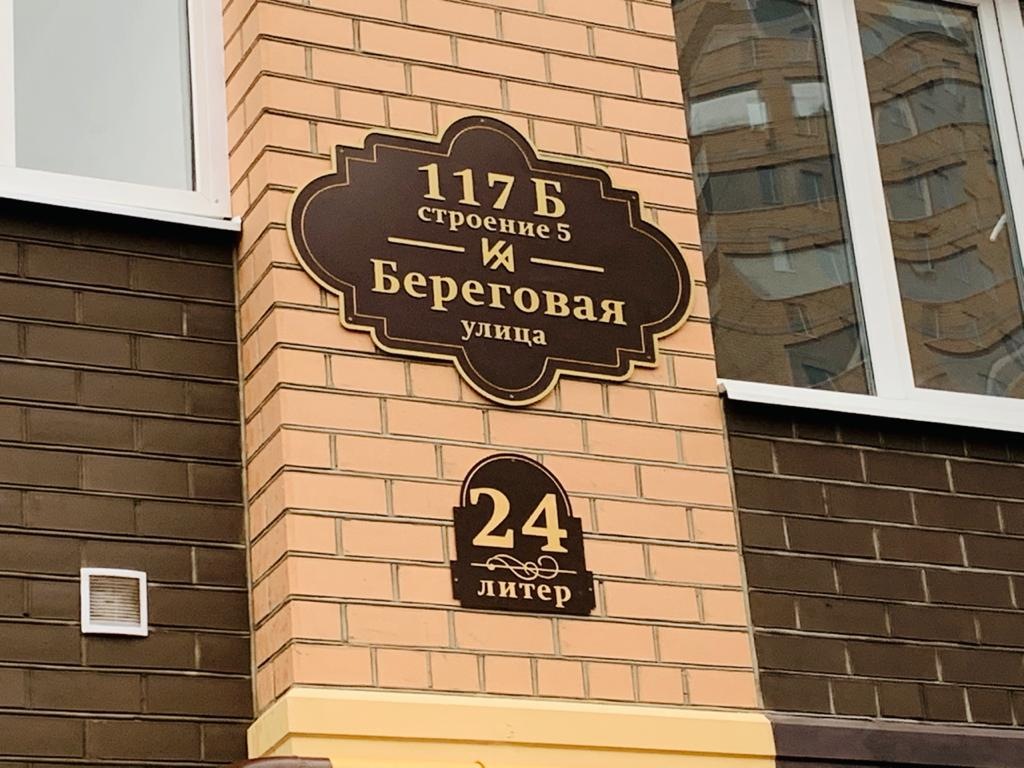 117 Б
строение 5
Береговая
улица
24
литер